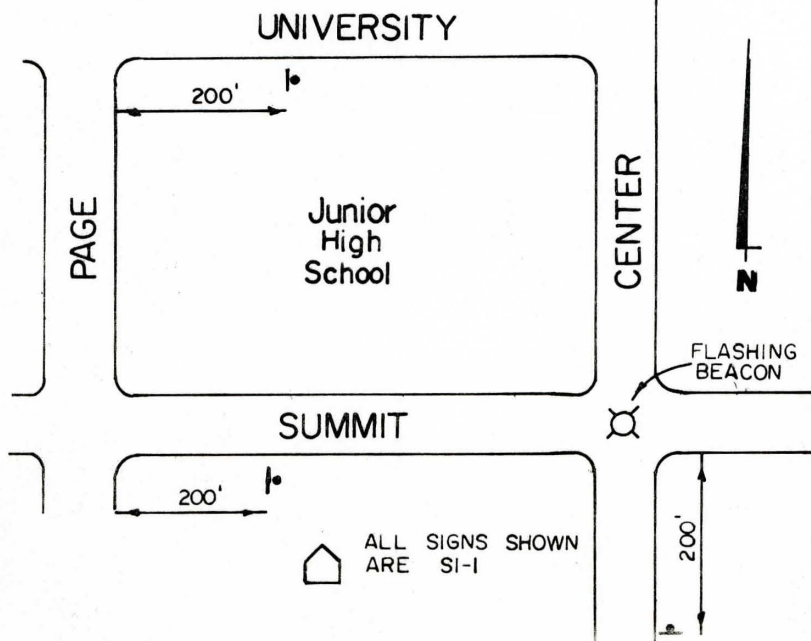 UNIVERSITY
200'
PAGE
Junior
High
School
CENTER
N
FLASHING
BEACON
SUMMIT
200'
200'
ALL SIGNS SHOWN
ARE S1-1